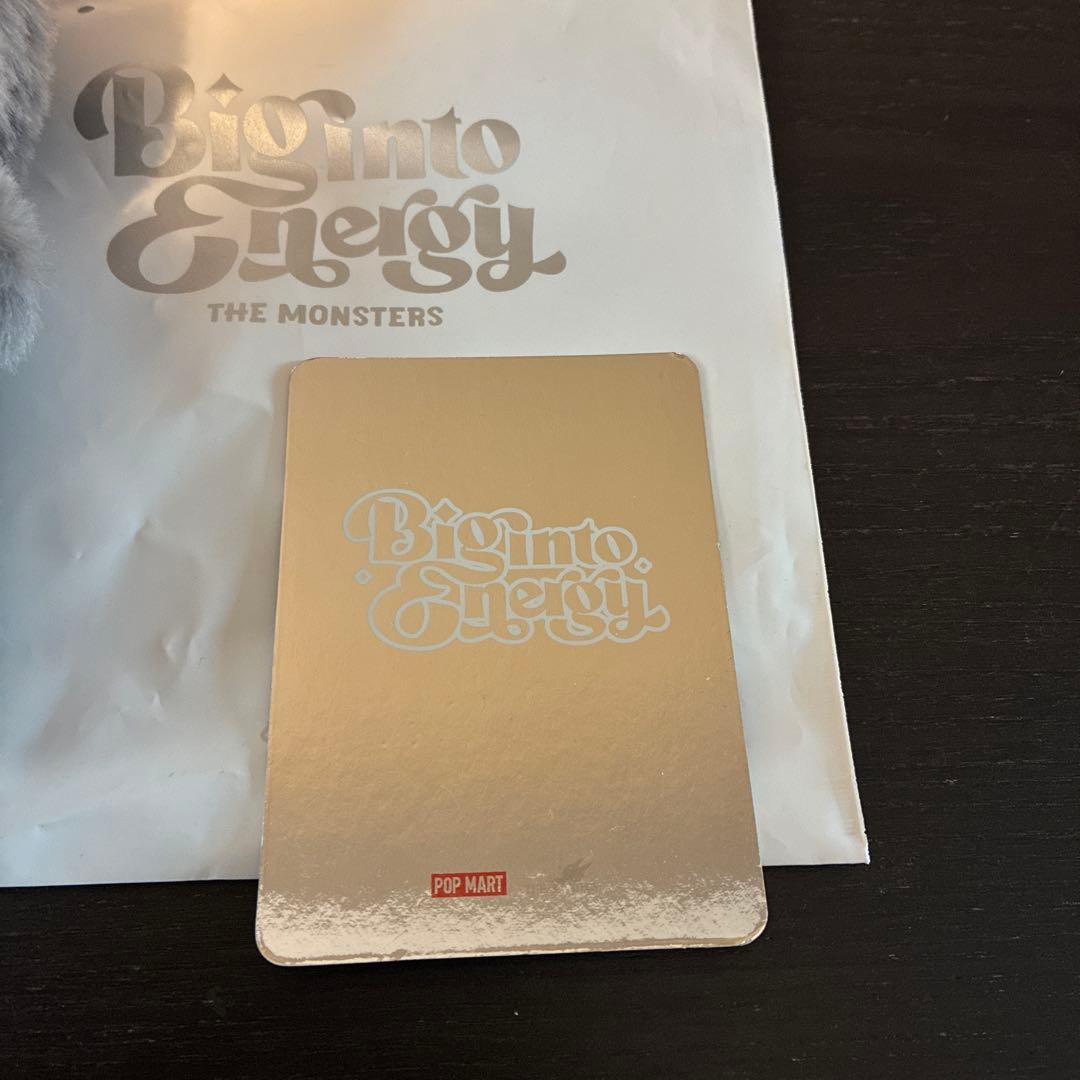 Big into
Energy
THE MONSTERS
Big into
Energy
POP MART